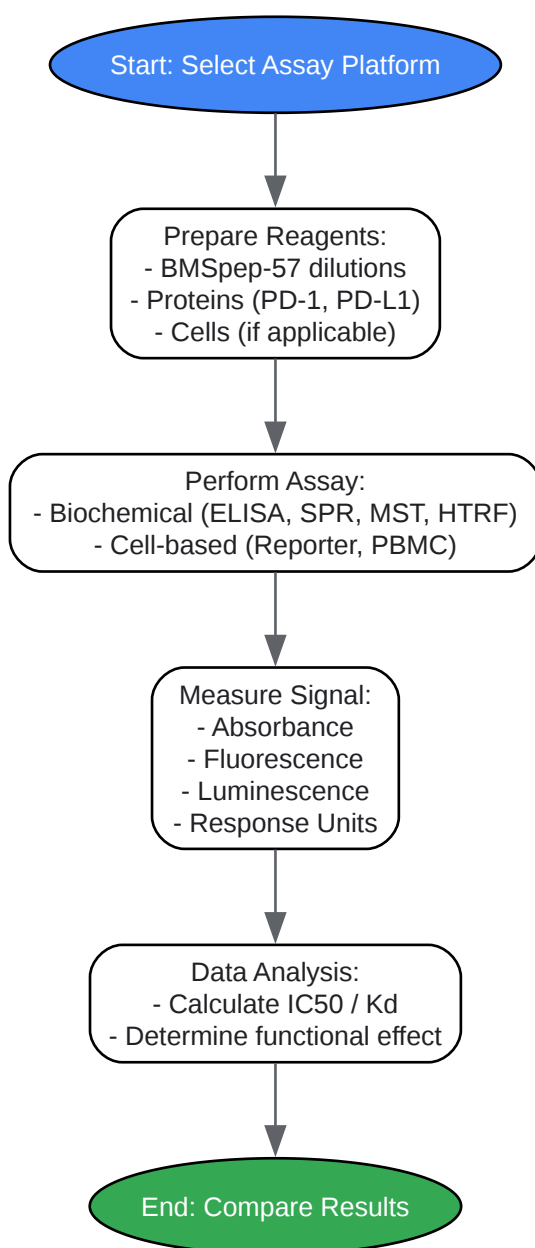 Start: Select Assay Platform
Prepare Reagents:
- BMSpep-57 dilutions
- Proteins (PD-1, PD-L1)
- Cells (if applicable)
Perform Assay:
- Biochemical (ELISA, SPR, MST, HTRF)
- Cell-based (Reporter, PBMC)
Measure Signal:
- Absorbance
- Fluorescence
- Luminescence
- Response Units
Data Analysis:
- Calculate IC50 / Kd
- Determine functional effect
End: Compare Results